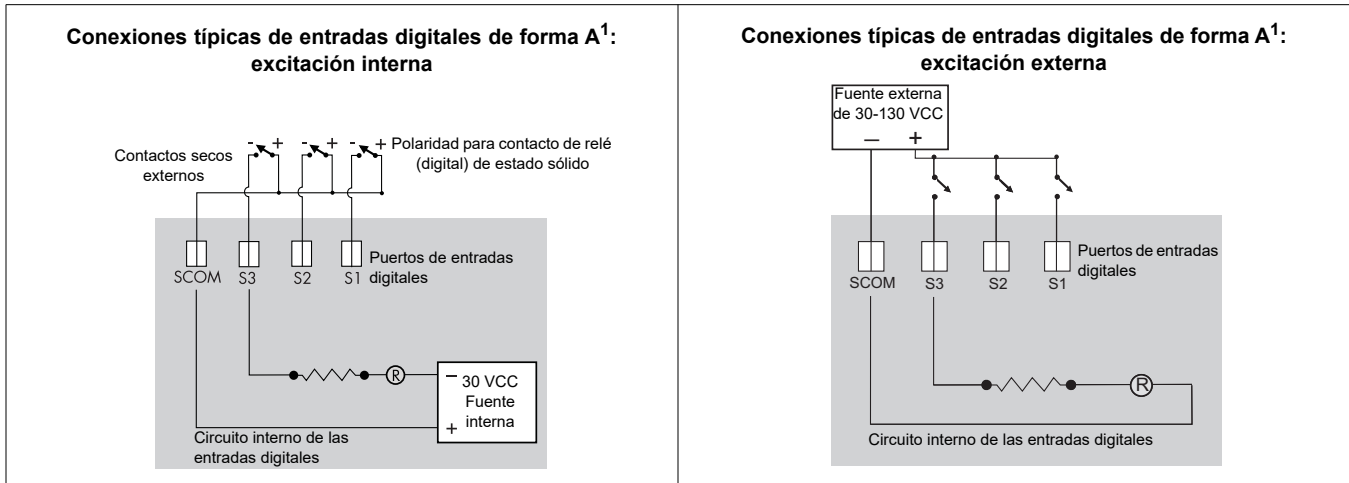 Conexiones típicas de entradas digitales de forma A1:
excitación interna
Contactos secos
externos
- + - + - + Polaridad para contacto de relé
(digital) de estado sólido
Puertos de entradas
digitales
SCOM S3 S2 S1
R
− 30 VCC
Fuente
interna
+
Circuito interno de las
entradas digitales
Conexiones típicas de entradas digitales de forma A1:
excitación externa
Fuente externa
de 30-130 VCC
− +
Puertos de entradas
digitales
SCOM S3 S2 S1
R
Circuito interno de las entradas digitales